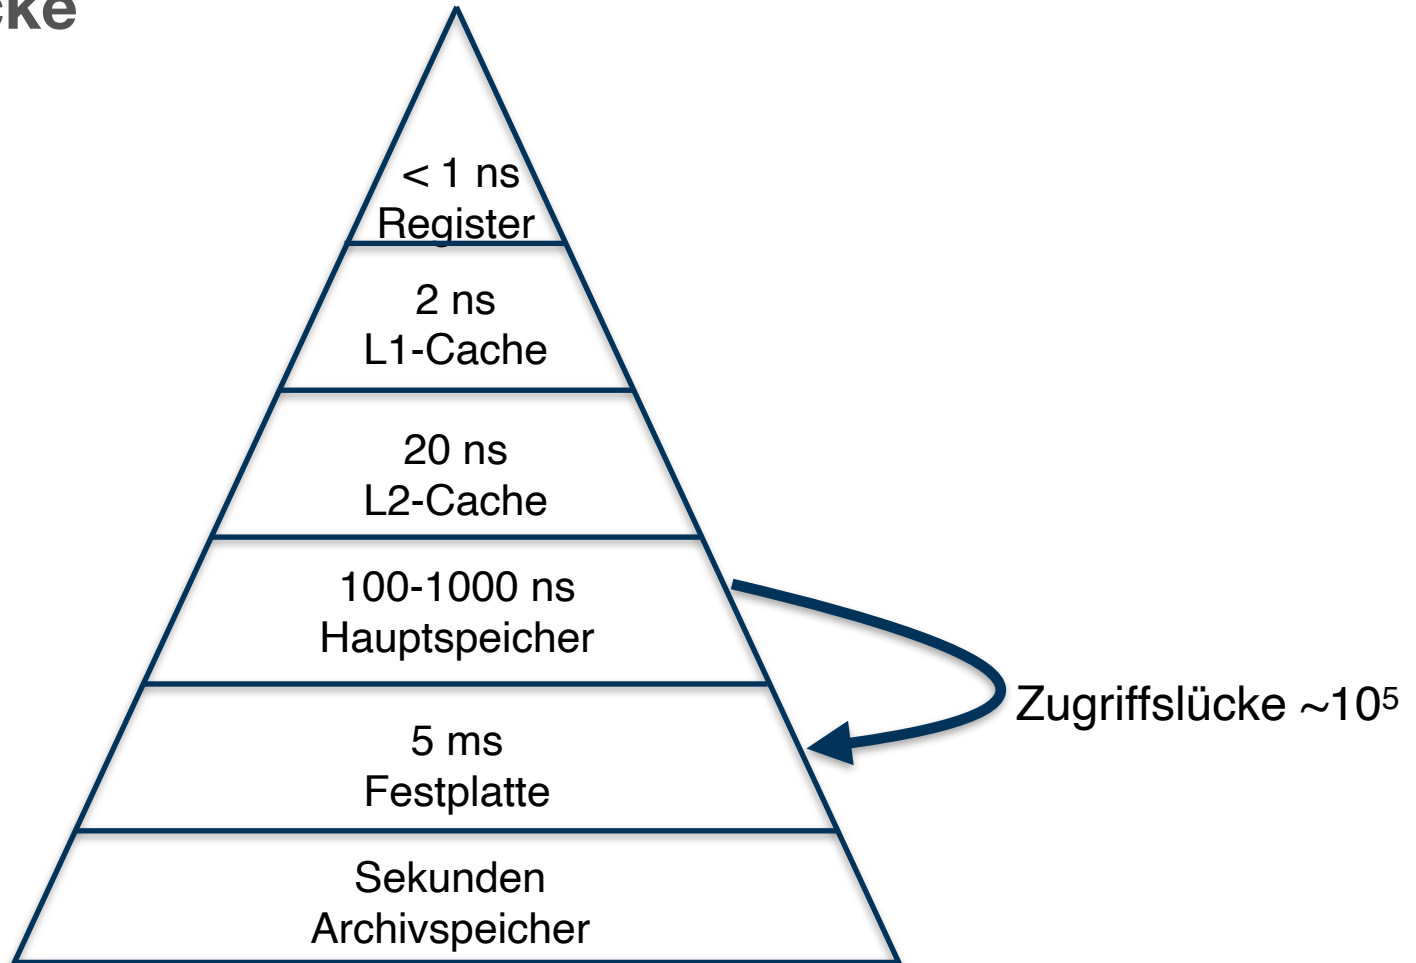 cke
< 1 ns
Register
2 ns
L1-Cache
20 ns
L2-Cache
100-1000 ns
Hauptspeicher
Zugriffslücke ~10⁵
5 ms
Festplatte
Sekunden
Archivspeicher